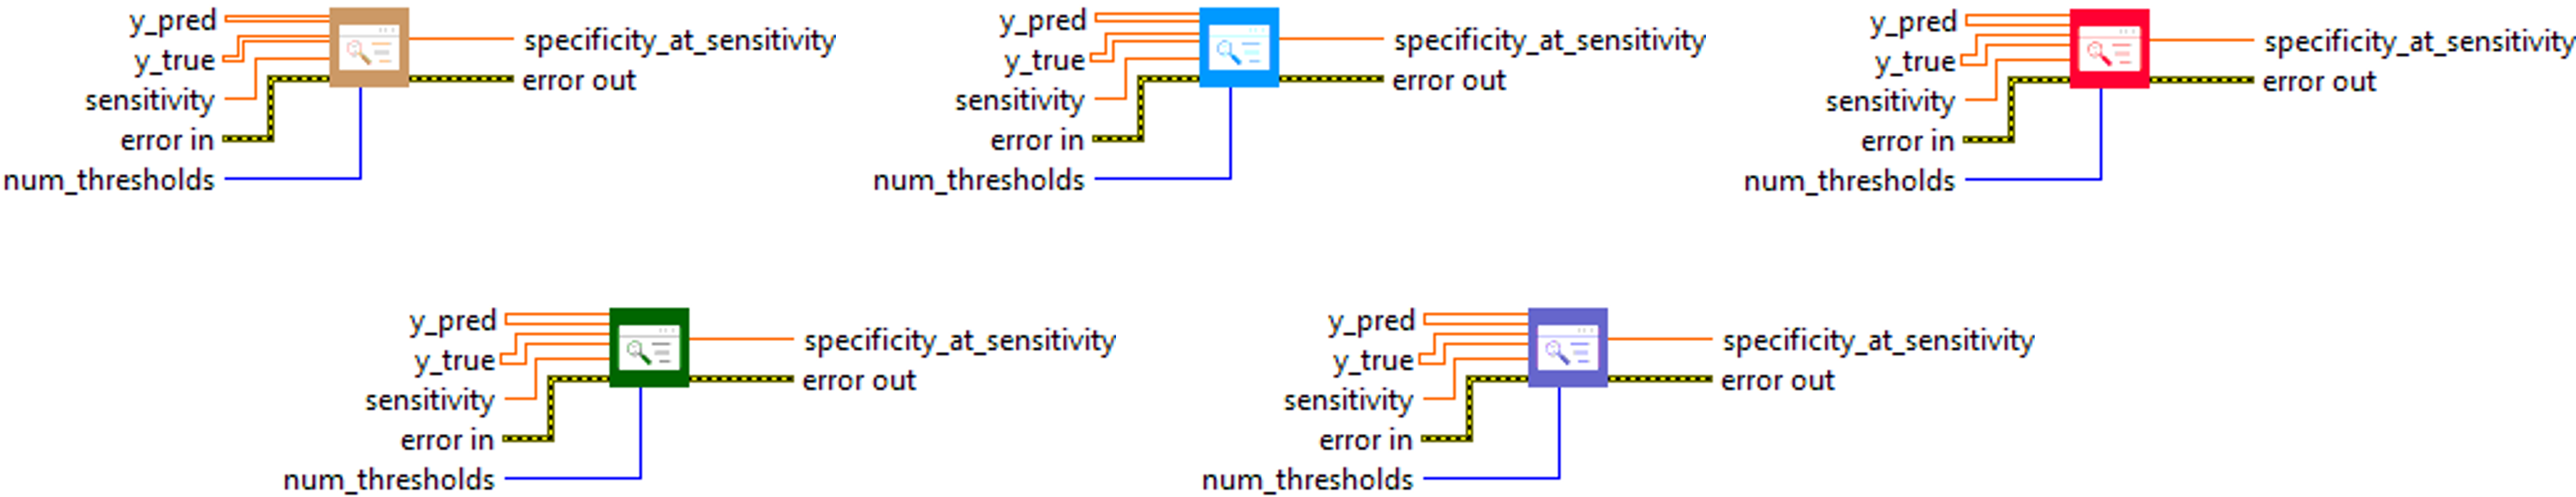 y_pred
y_true
sensitivity
error in
num_thresholds
specificity_at_sensitivity
error out
y_pred
y_true
sensitivity
error in
num_thresholds
specificity_at_sensitivity
error out
y_pred
y_true
sensitivity
error in
num_thresholds
specificity_at_sensitivity
error out
y_pred
y_true
sensitivity
error in
num_thresholds
specificity_at_sensitivity
error out
y_pred
y_true
sensitivity
error in
num_thresholds
specificity_at_sensitivity
error out